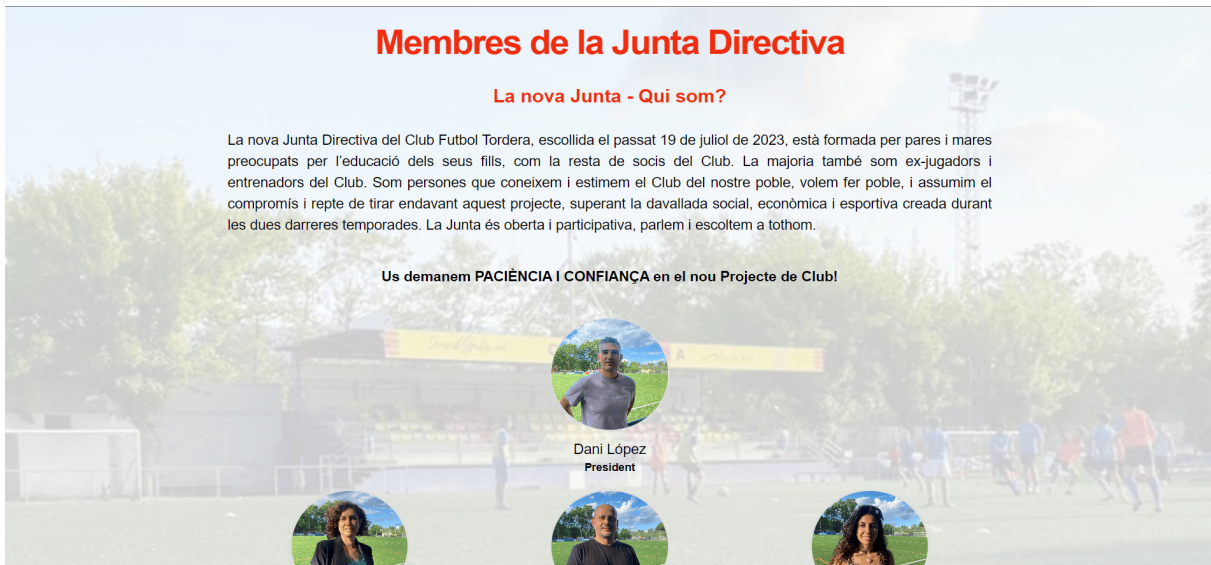 Membres de la Junta Directiva
La nova Junta - Qui som?
La nova Junta Directiva del Club Futbol Tordera, escollida el passat 19 de juliol de 2023, està formada per pares i mares
preocupats per l’educació dels seus fills, com la resta de socis del Club. La majoria també som ex-jugadors i
entrenadors del Club. Som persones que coneixem i estimem el Club del nostre poble, volem fer poble, i assumim el
compromís i repte de tirar endavant aquest projecte, superant la davallada social, econòmica i esportiva creada durant
les dues darreres temporades. La Junta és oberta i participativa, parlem i escoltem a tothom.
Us demanem PACIÈNCIA I CONFIANÇA en el nou Projecte de Club!
Dani López
President